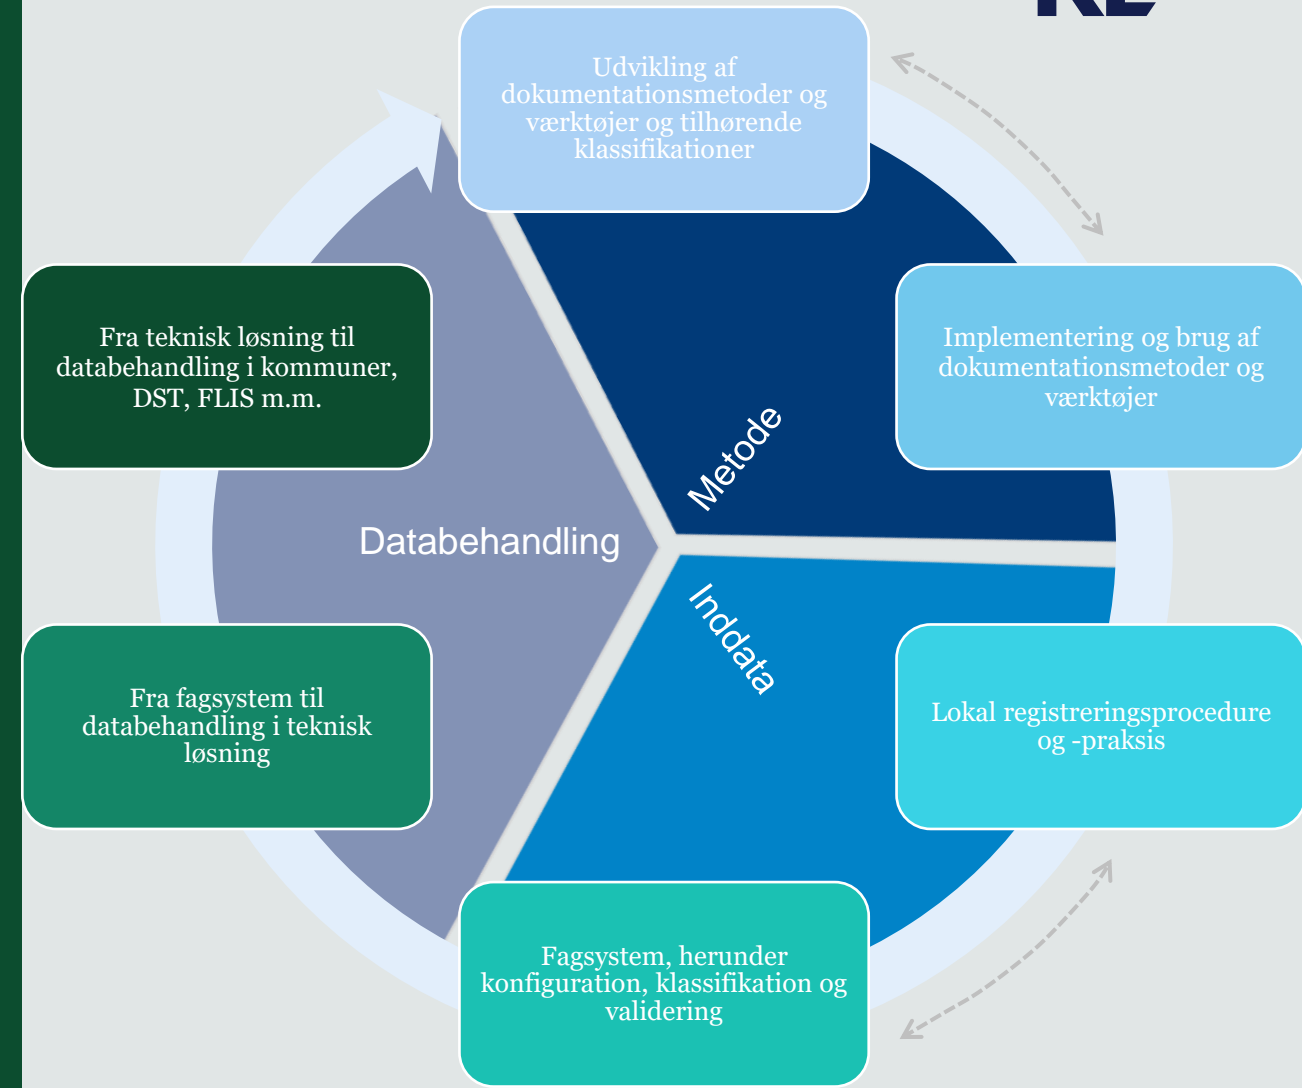 Udvikling af
dokumentationsmetoder og
værktøjer og tilhørende
klassifikationer
Implementering og brug af
dokumentationsmetoder og
værktøjer
Lokal registreringsprocedure
og -praksis
Fagsystem, herunder
konfiguration, klassifikation og
validering
Fra fagsystem til
databehandling i teknisk
løsning
Fra teknisk løsning til
databehandling i kommuner,
DST, FLIS m.m.
Metode
Inddata
Databehandling